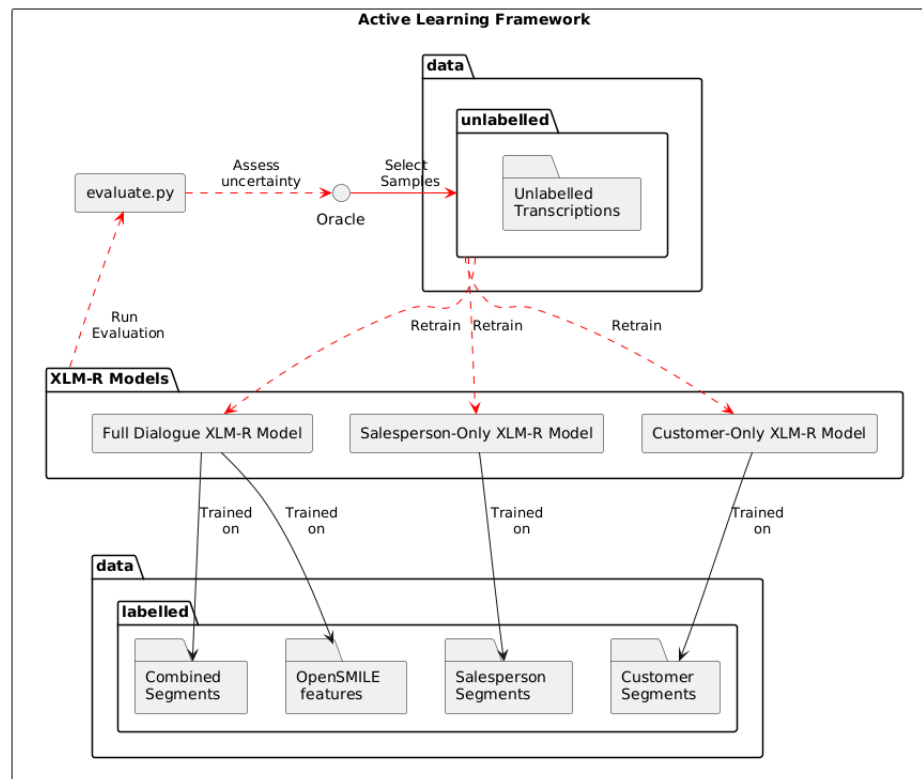 Active Learning Framework
data
unlabelled
Unlabelled
Transcriptions
Assess
uncertainty
Select
Samples
evaluate.py
Oracle
Run
Evaluation
Retrain
Retrain
Retrain
XLM-R Models
Full Dialogue XLM-R Model
Salesperson-Only XLM-R Model
Customer-Only XLM-R Model
Trained
on
Trained
on
Trained
on
Trained
on
data
labelled
Combined
Segments
OpenSMILE
features
Salesperson
Segments
Customer
Segments